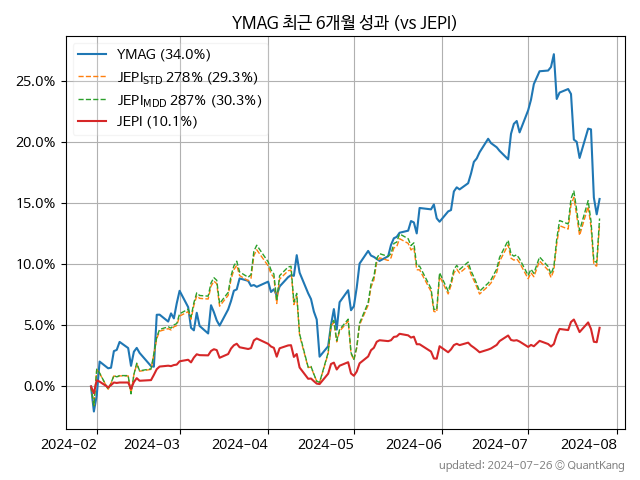 YMAG 최근 6개월 성과 (vs JEPI)
YMAG (34.0%)
JEPI_STD 278% (29.3%)
JEPI_MDD 287% (30.3%)
JEPI (10.1%)
25.0%
20.0%
15.0%
10.0%
5.0%
0.0%
2024-02 2024-03 2024-04 2024-05 2024-06 2024-07 2024-08
updated: 2024-07-26 © QuantKang